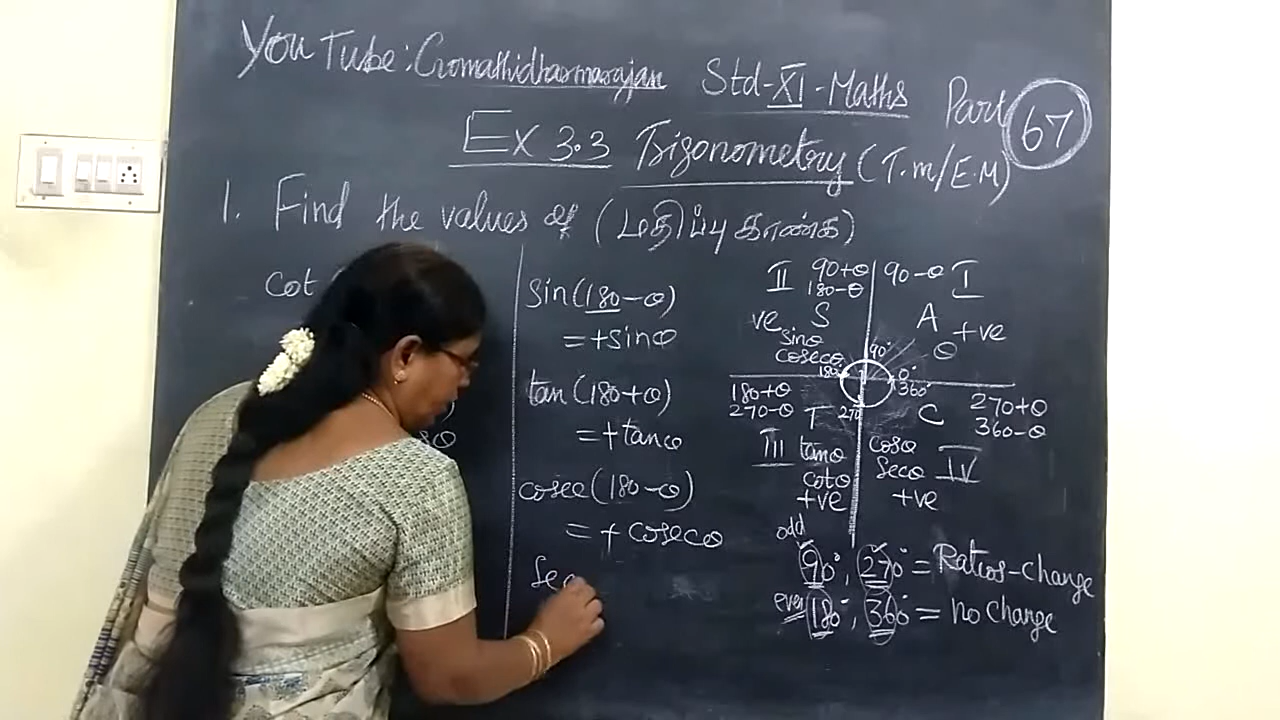 YouTube: Gomathidharmarajan Std-XI-Maths Part 67
Ex 3.3 Trigonometry (T.M/E.M)
1. Find the values of (மதிப்பு காண்க)
cot
sin(180-θ)
=+sinθ
tan(180+θ)
=+tanθ
cosec(180-θ)
=+cosecθ
Sec
II 90+θ
180-θ
90-θ I
ve S
sinθ
cosecθ
A +ve
θ
90°
180°
0°
360°
270°
180+θ
270-θ T
III tanθ
cotθ
+ve
C 270+θ
360-θ
cosθ
Secθ IV
+ve
odd
90°, 270° = Ratios-change
even 180°, 360° = no change